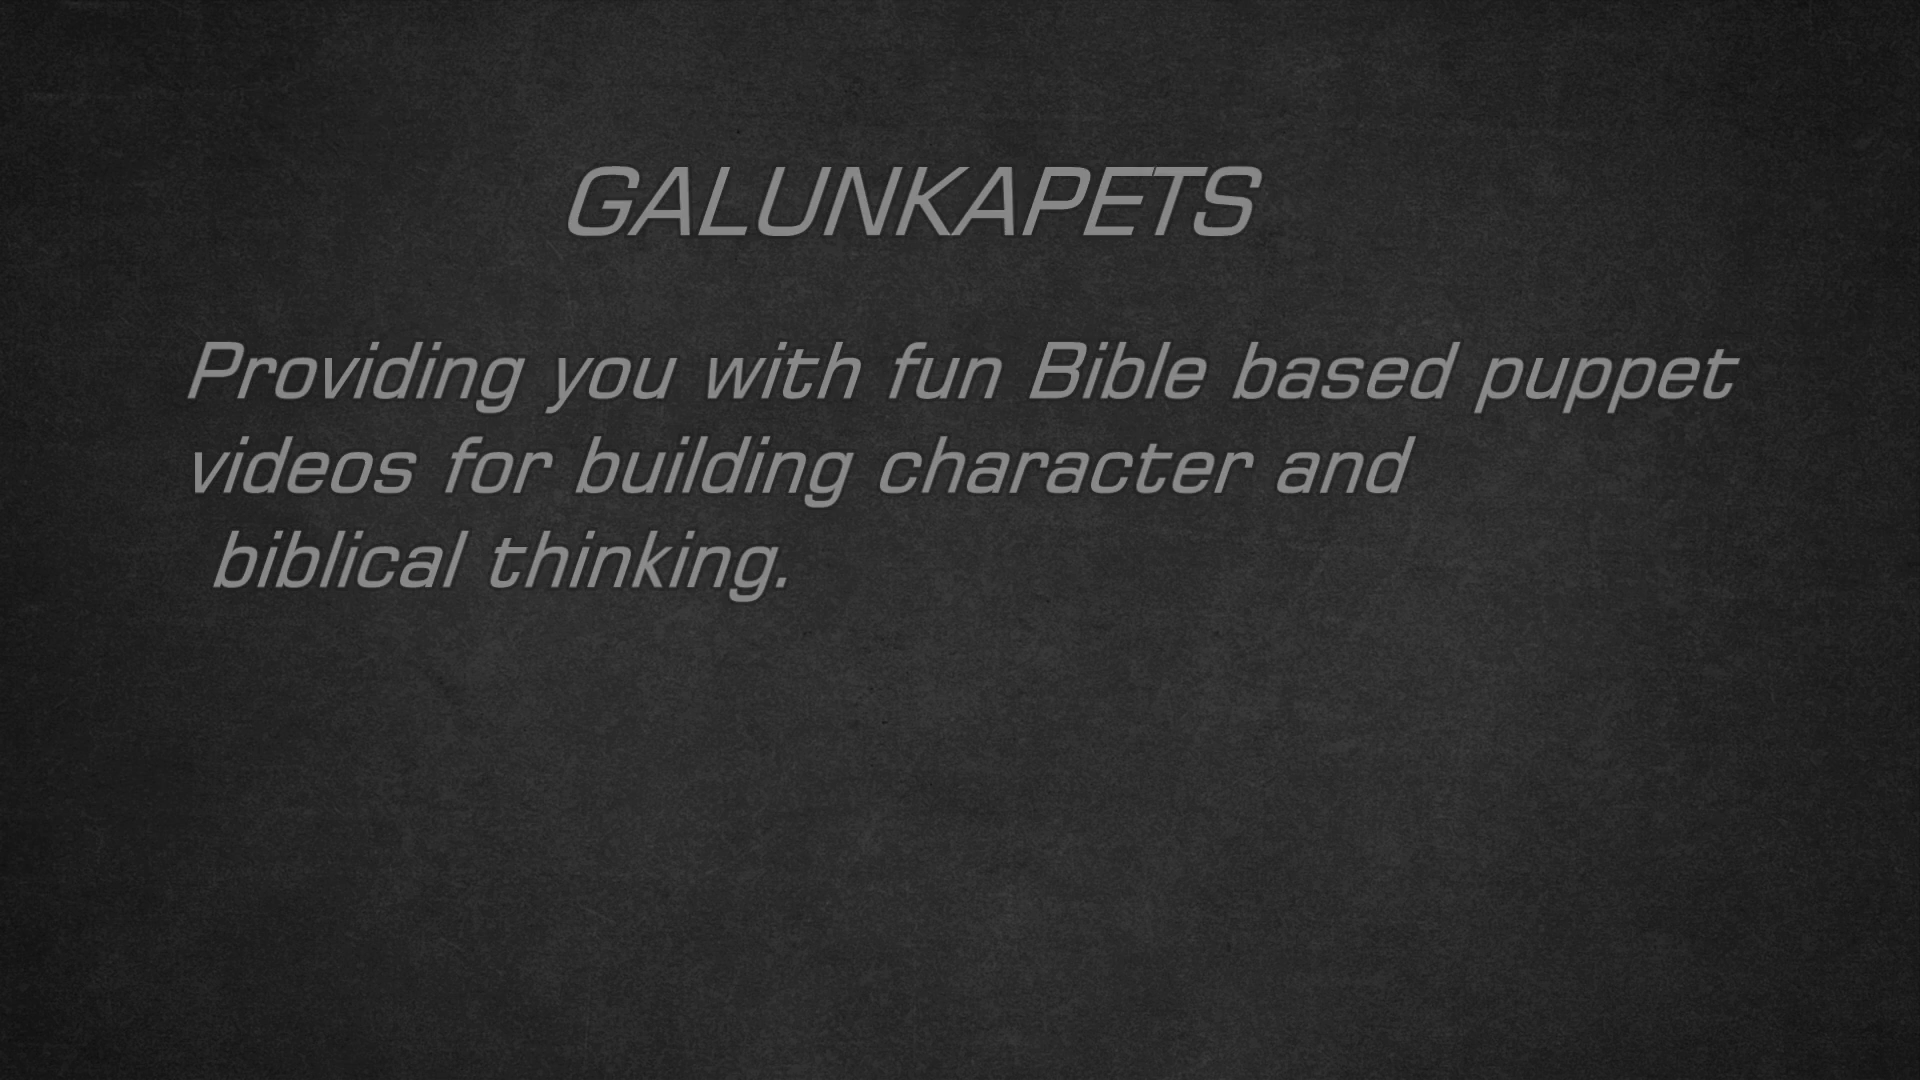 GALUNKAPETS
Providing you with fun Bible based puppet
videos for building character and
biblical thinking.